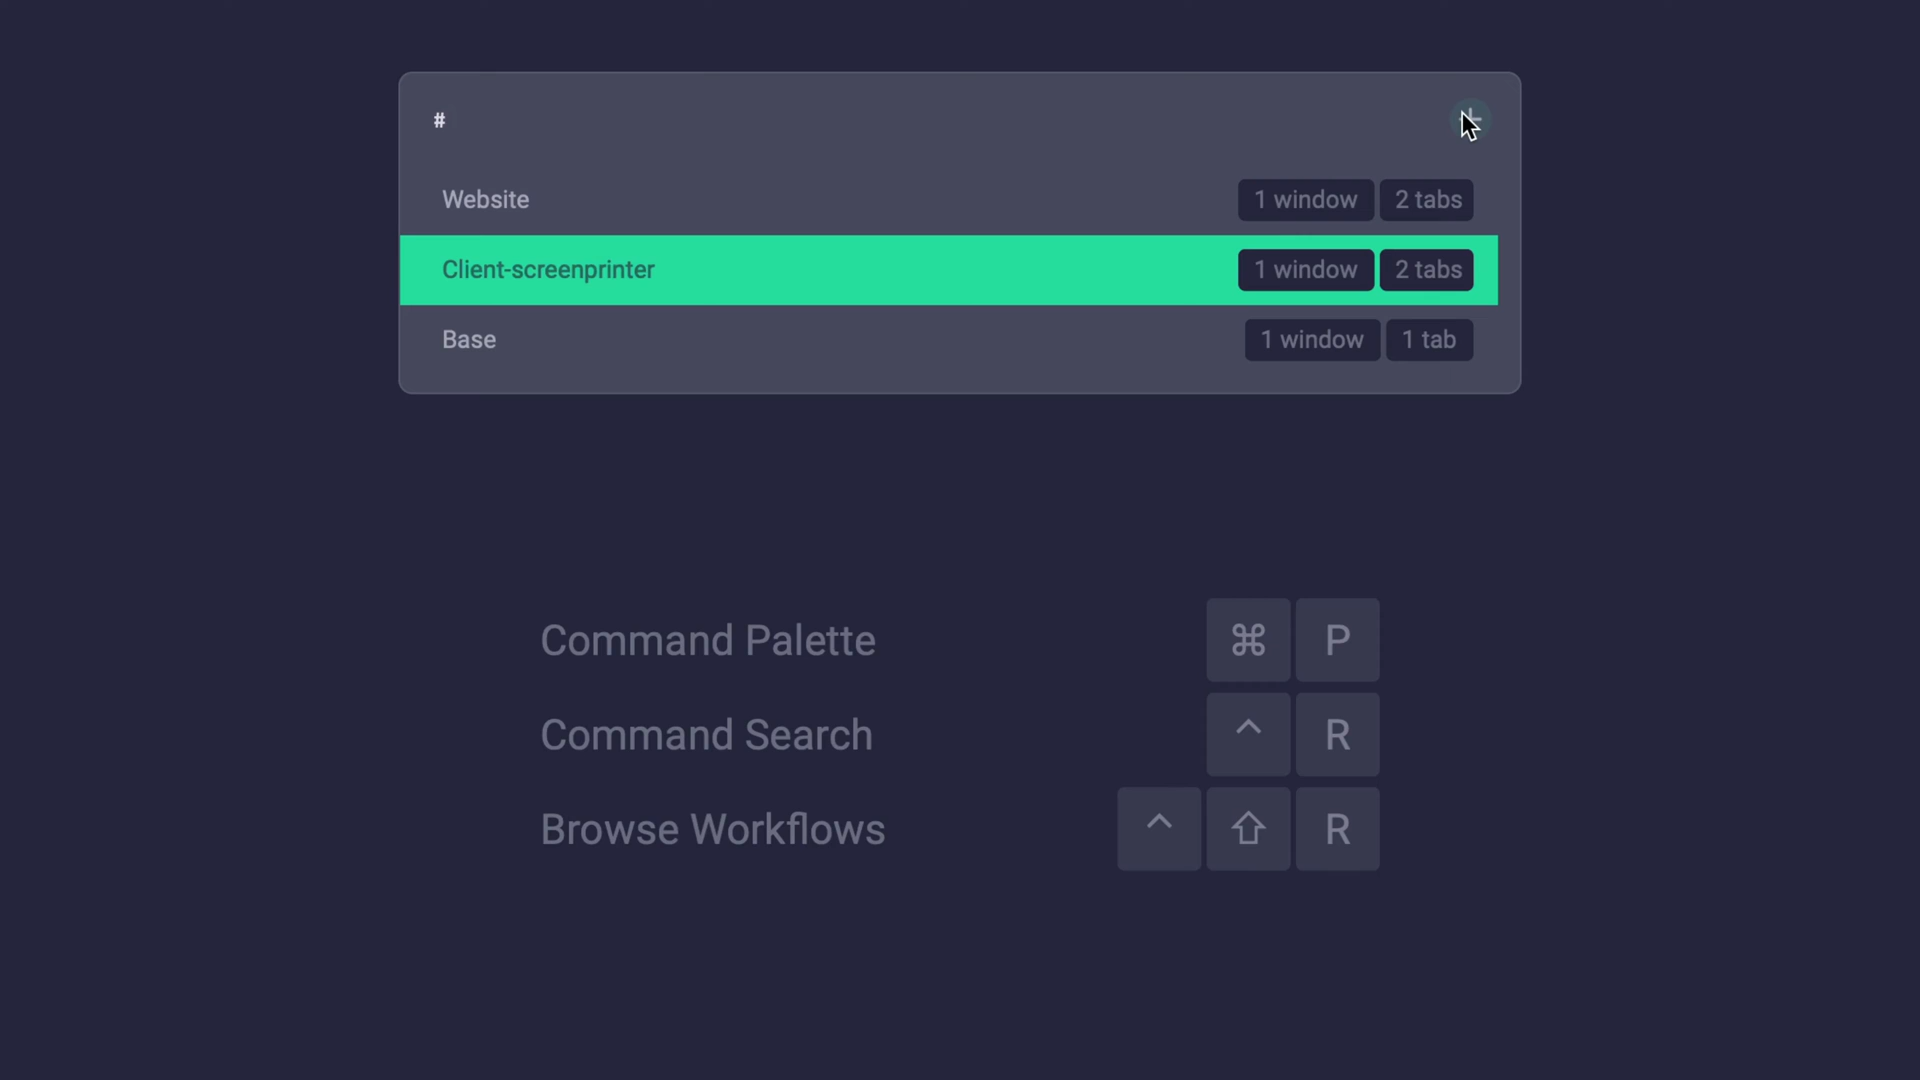 #
Website 1 window 2 tabs
Client-screenprinter 1 window 2 tabs
Base 1 window 1 tab
Command Palette ⌘ P
Command Search ^ R
Browse Workflows ^ ⇧ R